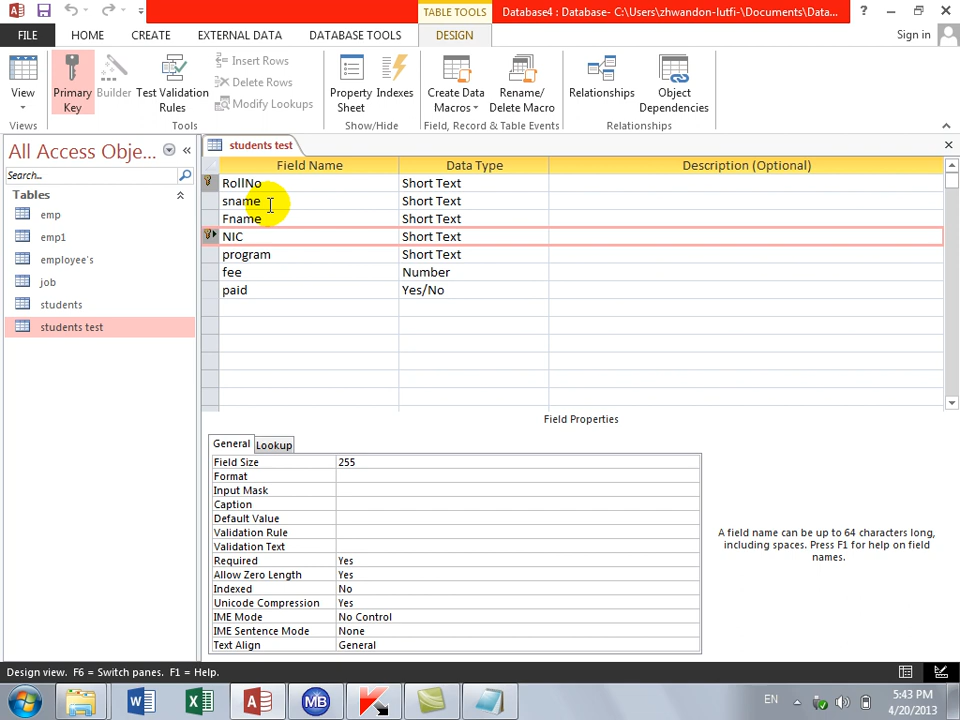 TABLE TOOLS
Database4 : Database- C:\Users\zhwandon-lutfi-\Documents\Data...
FILE HOME CREATE EXTERNAL DATA DATABASE TOOLS DESIGN Sign in
View
Primary Key
Builder
Test Validation Rules
Insert Rows
Delete Rows
Modify Lookups
Property Sheet
Indexes
Create Data Macros
Rename/ Delete Macro
Relationships
Object Dependencies
Views Tools Show/Hide Field, Record & Table Events Relationships
All Access Obje...
Search...
Tables
emp
emp1
employee's
job
students
students test
students test
Field Name Data Type Description (Optional)
RollNo Short Text
sname Short Text
Fname Short Text
NIC Short Text
program Short Text
fee Number
paid Yes/No
Field Properties
General Lookup
Field Size 255
Format
Input Mask
Caption
Default Value
Validation Rule
Validation Text
Required Yes
Allow Zero Length Yes
Indexed No
Unicode Compression Yes
IME Mode No Control
IME Sentence Mode None
Text Align General
A field name can be up to 64 characters long,
including spaces. Press F1 for help on field
names.
Design view. F6 = Switch panes. F1 = Help.
MB
EN
5:43 PM
4/20/2013